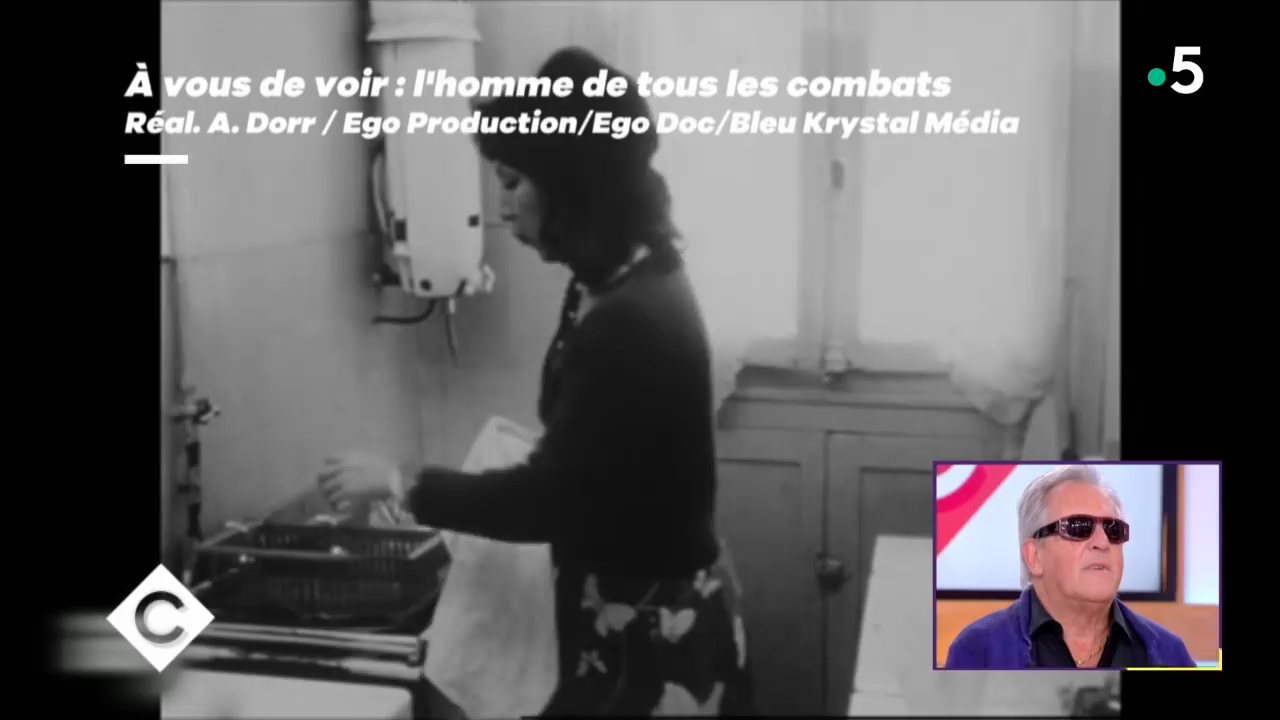 À vous de voir : l'homme de tous les combats
Réal. A. Dorr / Ego Production/Ego Doc/Bleu Krystal Média
5
C